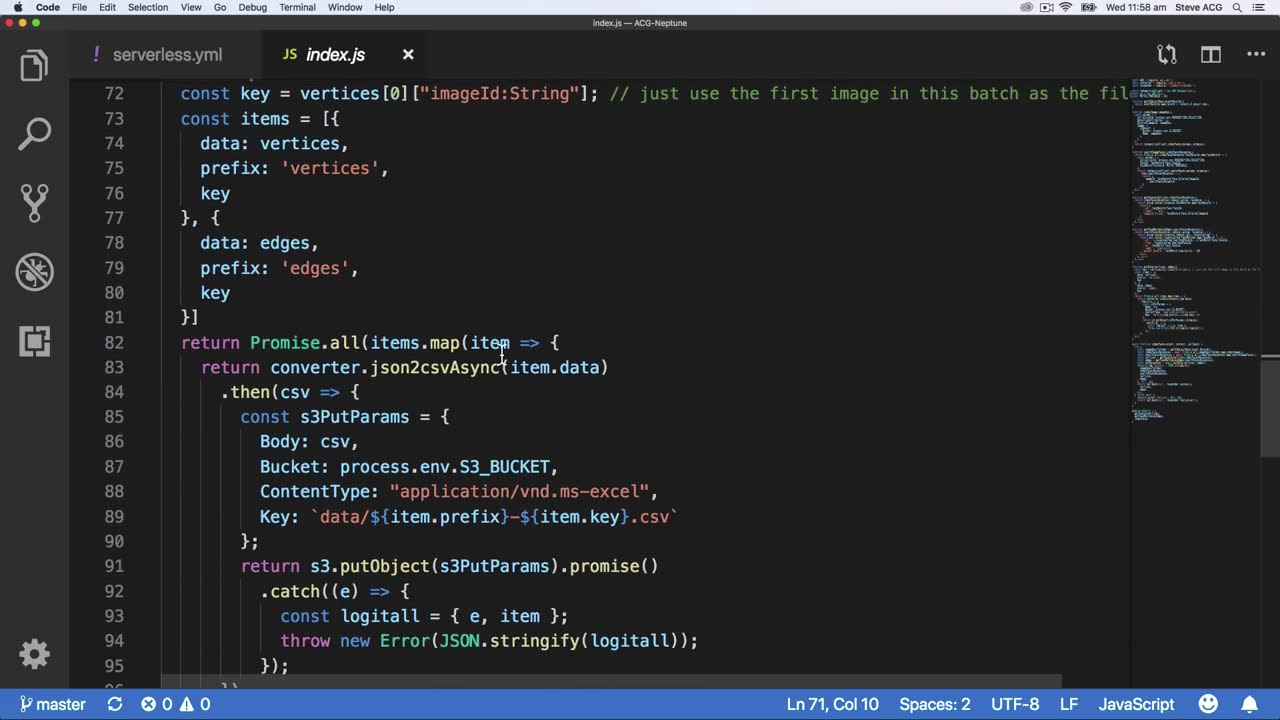 Code File Edit Selection View Go Debug Terminal Window Help Wed 11:58 am Steve ACG
index.js — ACG-Neptune
! serverless.yml JS index.js ×
72 const key = vertices[0]["imageId:String"]; // just use the first image in this batch as the fil
73 const items = [{
74 data: vertices,
75 prefix: 'vertices',
76 key
77 }, {
78 data: edges,
79 prefix: 'edges',
80 key
81 }]
82 return Promise.all(items.map(item => {
83 return converter.json2csvAsync(item.data)
84 .then(csv => {
85 const s3PutParams = {
86 Body: csv,
87 Bucket: process.env.S3_BUCKET,
88 ContentType: "application/vnd.ms-excel",
89 Key: `data/${item.prefix}-${item.key}.csv`
90 };
91 return s3.putObject(s3PutParams).promise()
92 .catch((e) => {
93 const logitall = { e, item };
94 throw new Error(JSON.stringify(logitall));
95 });
96 })
master 0 0 Ln 71, Col 10 Spaces: 2 UTF-8 LF JavaScript